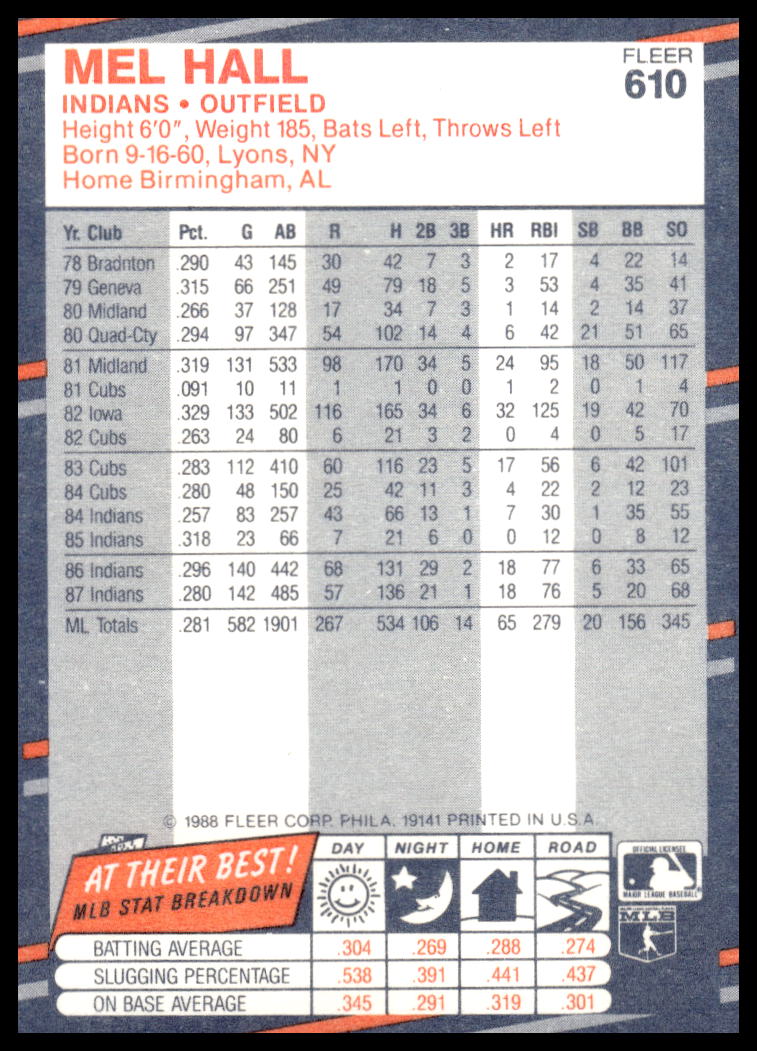 MEL HALL
FLEER
610
INDIANS • OUTFIELD
Height 6'0", Weight 185, Bats Left, Throws Left
Born 9-16-60, Lyons, NY
Home Birmingham, AL
Yr. Club Pct. G AB R H 2B 3B HR RBI SB BB SO
78 Bradnton .290 43 145 30 42 7 3 2 17 4 22 14
79 Geneva .315 66 251 49 79 18 5 3 53 4 35 41
80 Midland .266 37 128 17 34 7 3 1 14 2 14 37
80 Quad-Cty .294 97 347 54 102 14 4 6 42 21 51 65
81 Midland .319 131 533 98 170 34 5 24 95 18 50 117
81 Cubs .091 10 11 1 1 0 0 1 2 0 1 4
82 Iowa .329 133 502 116 165 34 6 32 125 19 42 70
82 Cubs .263 24 80 6 21 3 2 0 4 0 5 17
83 Cubs .283 112 410 60 116 23 5 17 56 6 42 101
84 Cubs .280 48 150 25 42 11 3 4 22 2 12 23
84 Indians .257 83 257 43 66 13 1 7 30 1 35 55
85 Indians .318 23 66 7 21 6 0 0 12 0 8 12
86 Indians .296 140 442 68 131 29 2 18 77 6 33 65
87 Indians .280 142 485 57 136 21 1 18 76 5 20 68
ML Totals .281 582 1901 267 534 106 14 65 279 20 156 345
© 1988 FLEER CORP. PHILA. 19141 PRINTED IN U.S.A.
AT THEIR BEST!
MLB STAT BREAKDOWN
DAY NIGHT HOME ROAD
OFFICIAL LICENSEE
MAJOR LEAGUE BASEBALL
MLB
BATTING AVERAGE .304 .269 .288 .274
SLUGGING PERCENTAGE .538 .391 .441 .437
ON BASE AVERAGE .345 .291 .319 .301